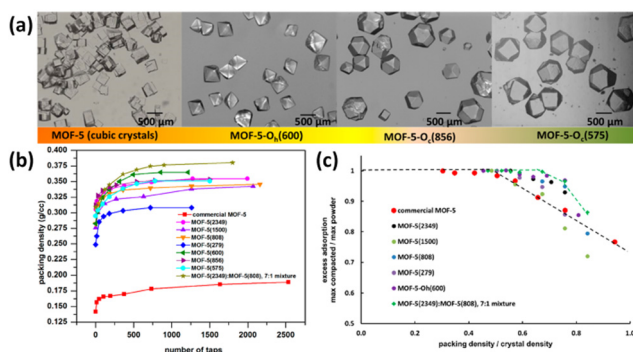 (a)
500 μm
500 μm
500 μm
500 μm
MOF-5 (cubic crystals)
MOF-5-Oh(600)
MOF-5-Oc(856)
MOF-5-Oc(575)
(b)
0.400
0.375
0.350
0.325
0.300
0.275
0.250
0.225
0.200
0.175
0.150
0.125
packing density (g/cc)
0
500
1000
1500
2000
2500
number of taps
commercial MOF-5
MOF-5(2349)
MOF-5(1500)
MOF-5(808)
MOF-5(279)
MOF-5(600)
MOF-5(856)
MOF-5(575)
MOF-5(2349):MOF-5(808), 7:1 mixture
(c)
1
0.9
0.8
0.7
0.6
0.5
excess adsorption
max compacted / max powder
0.0
0.2
0.4
0.6
0.8
1.0
packing density / crystal density
commercial MOF-5
MOF-5(2349)
MOF-5(1500)
MOF-5(808)
MOF-5(279)
MOF-5-Oh(600)
MOF-5(2349):MOF-5(808), 7:1 mixture